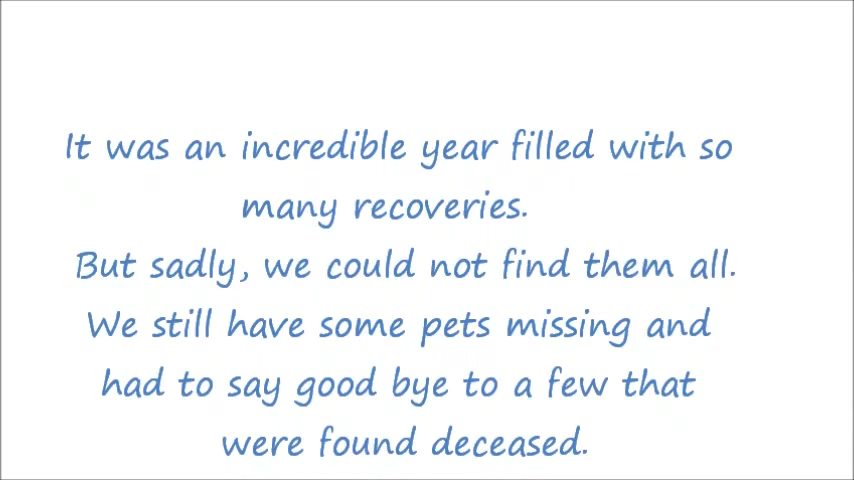 It was an incredible year filled with so
many recoveries.
But sadly, we could not find them all.
We still have some pets missing and
had to say good bye to a few that
were found deceased.